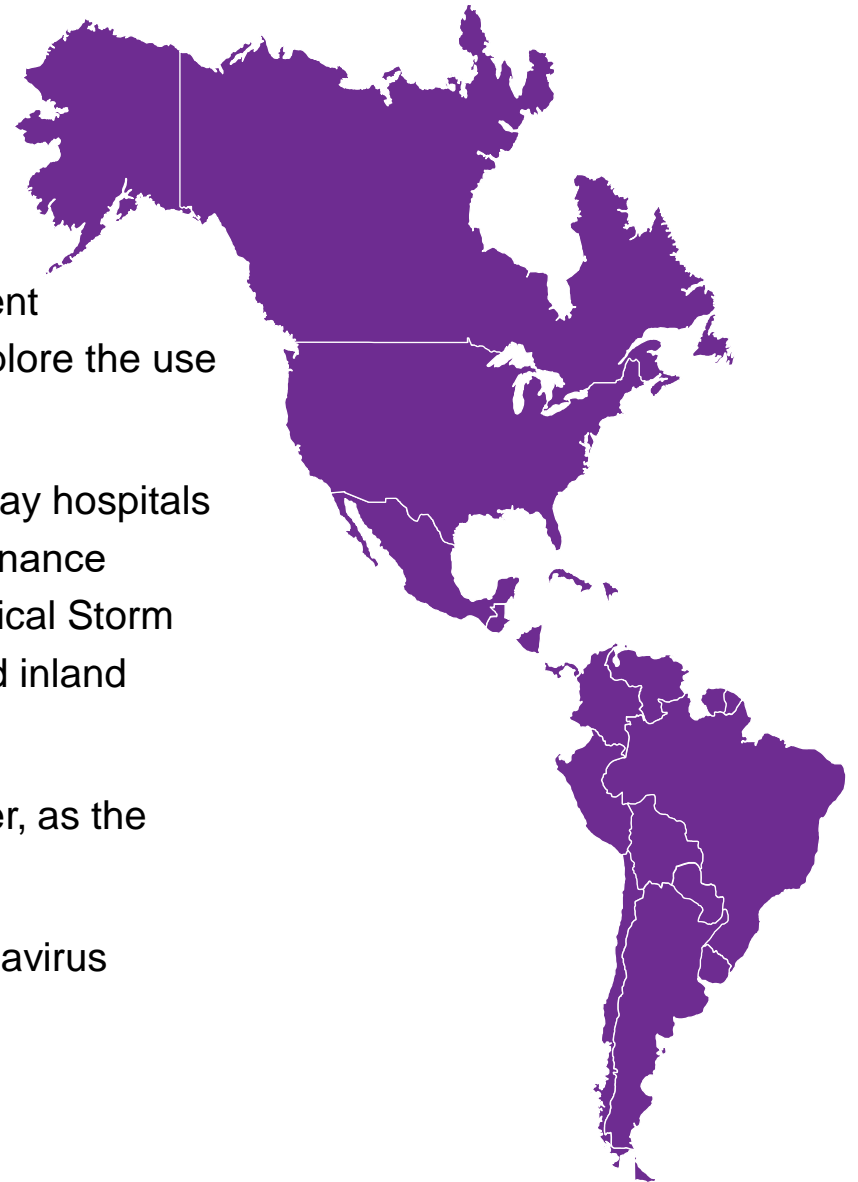 ent
plore the use
ay hospitals
nance
ical Storm
d inland
er, as the
avirus